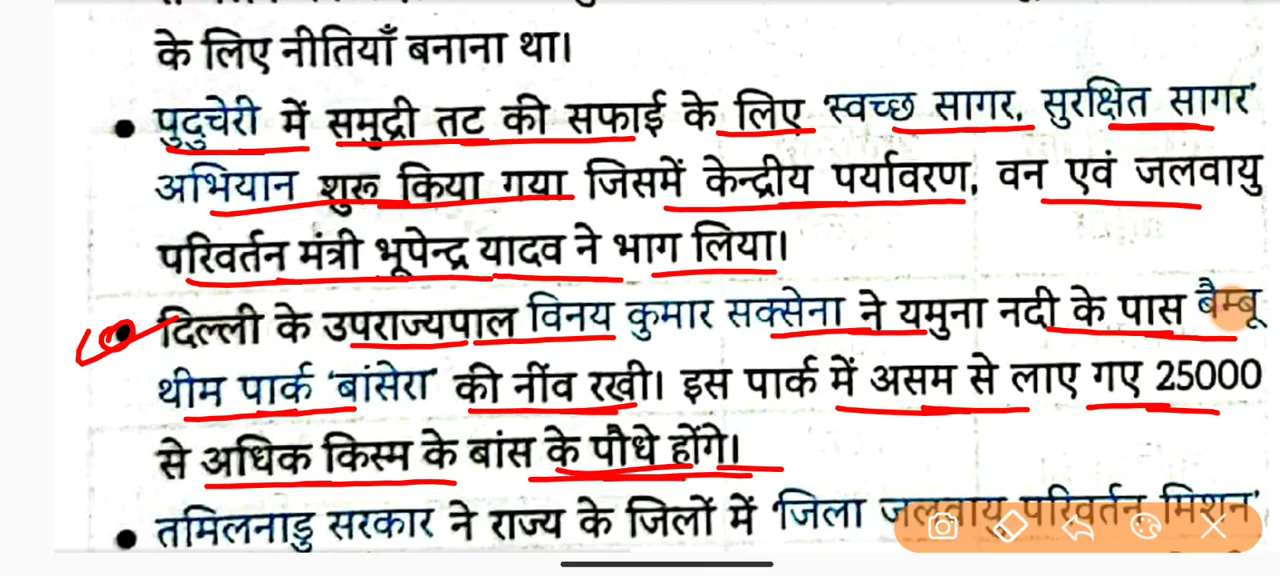 के लिए नीतियाँ बनाना था।
• पुदुचेरी में समुद्री तट की सफाई के लिए 'स्वच्छ सागर, सुरक्षित सागर'
अभियान शुरू किया गया जिसमें केन्द्रीय पर्यावरण, वन एवं जलवायु
परिवर्तन मंत्री भूपेन्द्र यादव ने भाग लिया।
• दिल्ली के उपराज्यपाल विनय कुमार सक्सेना ने यमुना नदी के पास बैम्बू
थीम पार्क 'बांसेरा' की नींव रखी। इस पार्क में असम से लाए गए 25000
से अधिक किस्म के बांस के पौधे होंगे।
• तमिलनाडु सरकार ने राज्य के जिलों में 'जिला जलवायु परिवर्तन मिशन'